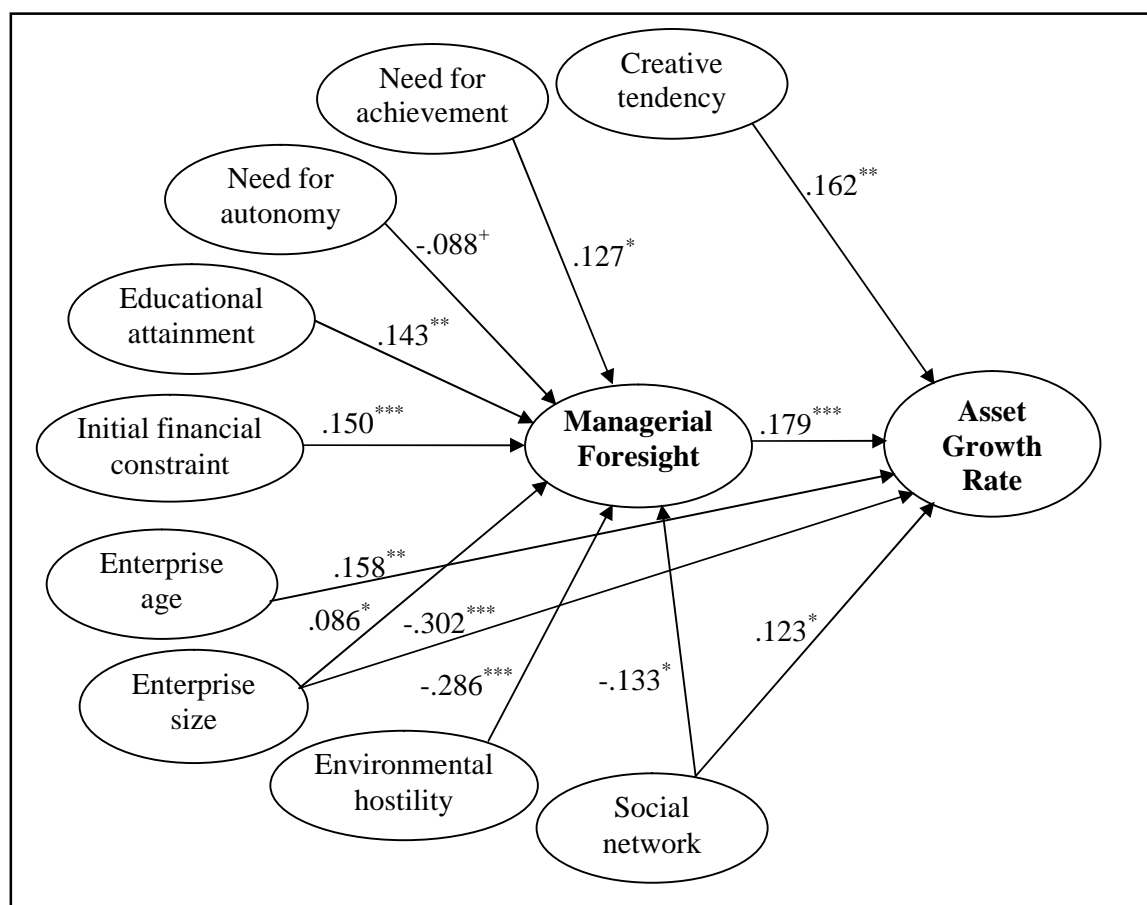 Need for
achievement
Creative
tendency
Need for
autonomy
.162**
-.088+
.127*
Educational
attainment
.143**
Initial financial
constraint
.150***
Managerial
Foresight
.179***
Asset
Growth
Rate
Enterprise
age
.158**
.086*
-.302***
.123*
Enterprise
size
-.286***
-.133*
Environmental
hostility
Social
network